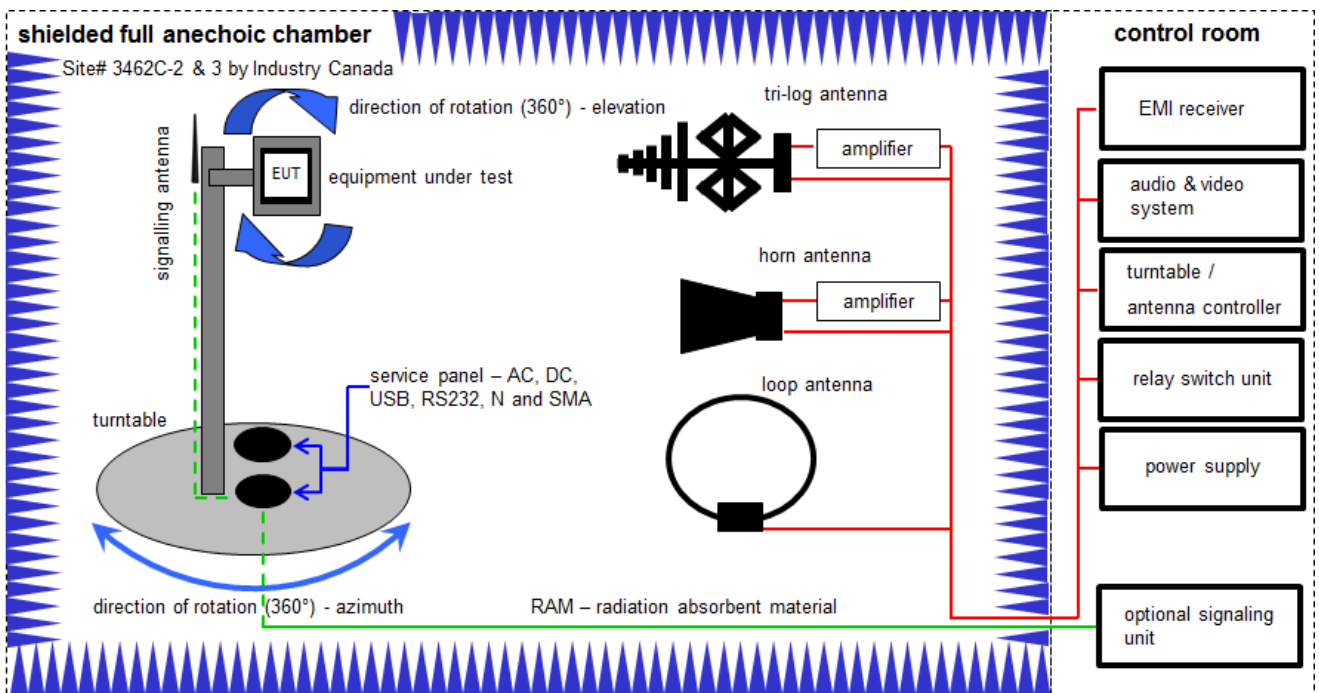 shielded full anechoic chamber
Site# 3462C-2 & 3 by Industry Canada
direction of rotation (360°) - elevation
signalling antenna
EUT
equipment under test
service panel – AC, DC,
USB, RS232, N and SMA
turntable
direction of rotation (360°) - azimuth
tri-log antenna
amplifier
horn antenna
amplifier
loop antenna
RAM – radiation absorbent material
control room
EMI receiver
audio & video
system
turntable /
antenna controller
relay switch unit
power supply
optional signaling
unit